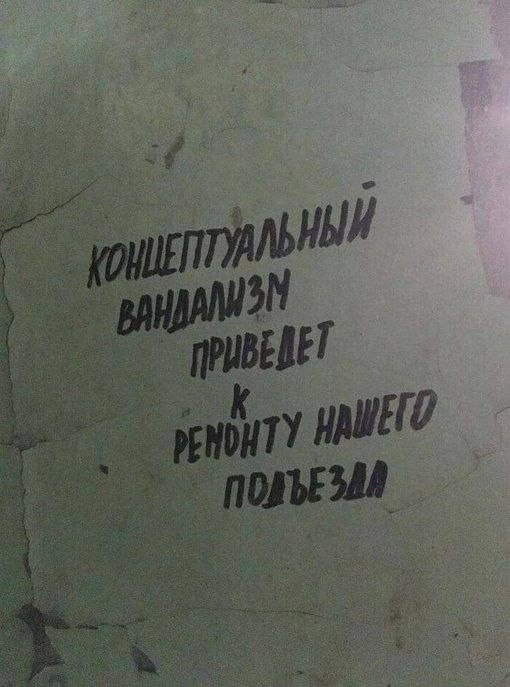 КОНЦЕПТУАЛЬНЫЙ
ВАНДАЛИЗМ
ПРИВЕДЕТ
К
РЕМОНТУ НАШЕГО
ПОДЪЕЗДА